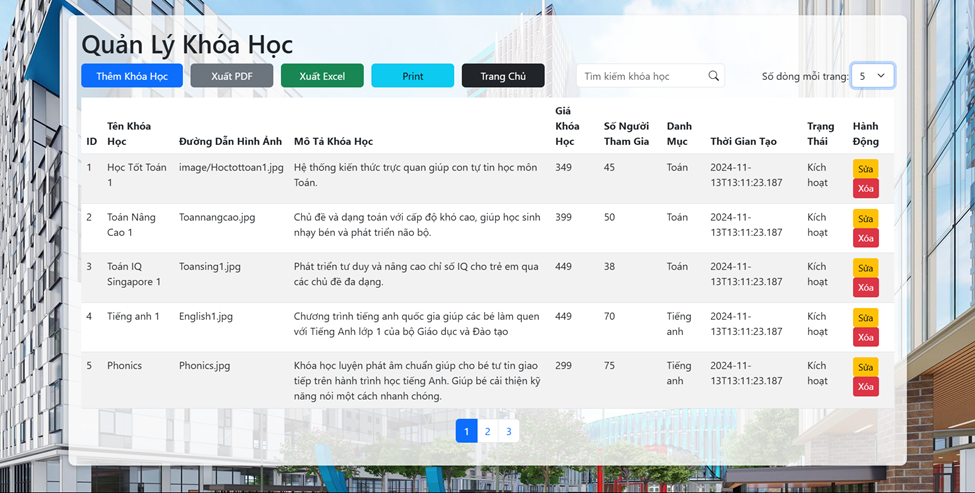 Quản Lý Khóa Học
Thêm Khóa Học Xuất PDF Xuất Excel Print Trang Chủ Tìm kiếm khóa học Số dòng mỗi trang: 5
ID Tên Khóa Học Đường Dẫn Hình Ảnh Mô Tả Khóa Học Giá Khóa Học Số Người Tham Gia Danh Mục Thời Gian Tạo Trạng Thái Hành Động
1 Học Tốt Toán 1 image/Hoctottoan1.jpg Hệ thống kiến thức trực quan giúp con tự tin học môn Toán. 349 45 Toán 2024-11-13T13:11:23.187 Kích hoạt Sửa Xóa
2 Toán Nâng Cao 1 Toannangcao.jpg Chủ đề và dạng toán với cấp độ khó cao, giúp học sinh nhạy bén và phát triển não bộ. 399 50 Toán 2024-11-13T13:11:23.187 Kích hoạt Sửa Xóa
3 Toán IQ Singapore 1 Toansing1.jpg Phát triển tư duy và nâng cao chỉ số IQ cho trẻ em qua các chủ đề đa dạng. 449 38 Toán 2024-11-13T13:11:23.187 Kích hoạt Sửa Xóa
4 Tiếng anh 1 English1.jpg Chương trình tiếng anh quốc gia giúp các bé làm quen với Tiếng Anh lớp 1 của bộ Giáo dục và Đào tạo 449 70 Tiếng anh 2024-11-13T13:11:23.187 Kích hoạt Sửa Xóa
5 Phonics Phonics.jpg Khóa học luyện phát âm chuẩn giúp cho bé tư tin giao tiếp trên hành trình học tiếng Anh. Giúp bé cải thiện kỹ năng nói một cách nhanh chóng. 299 75 Tiếng anh 2024-11-13T13:11:23.187 Kích hoạt Sửa Xóa
1 2 3